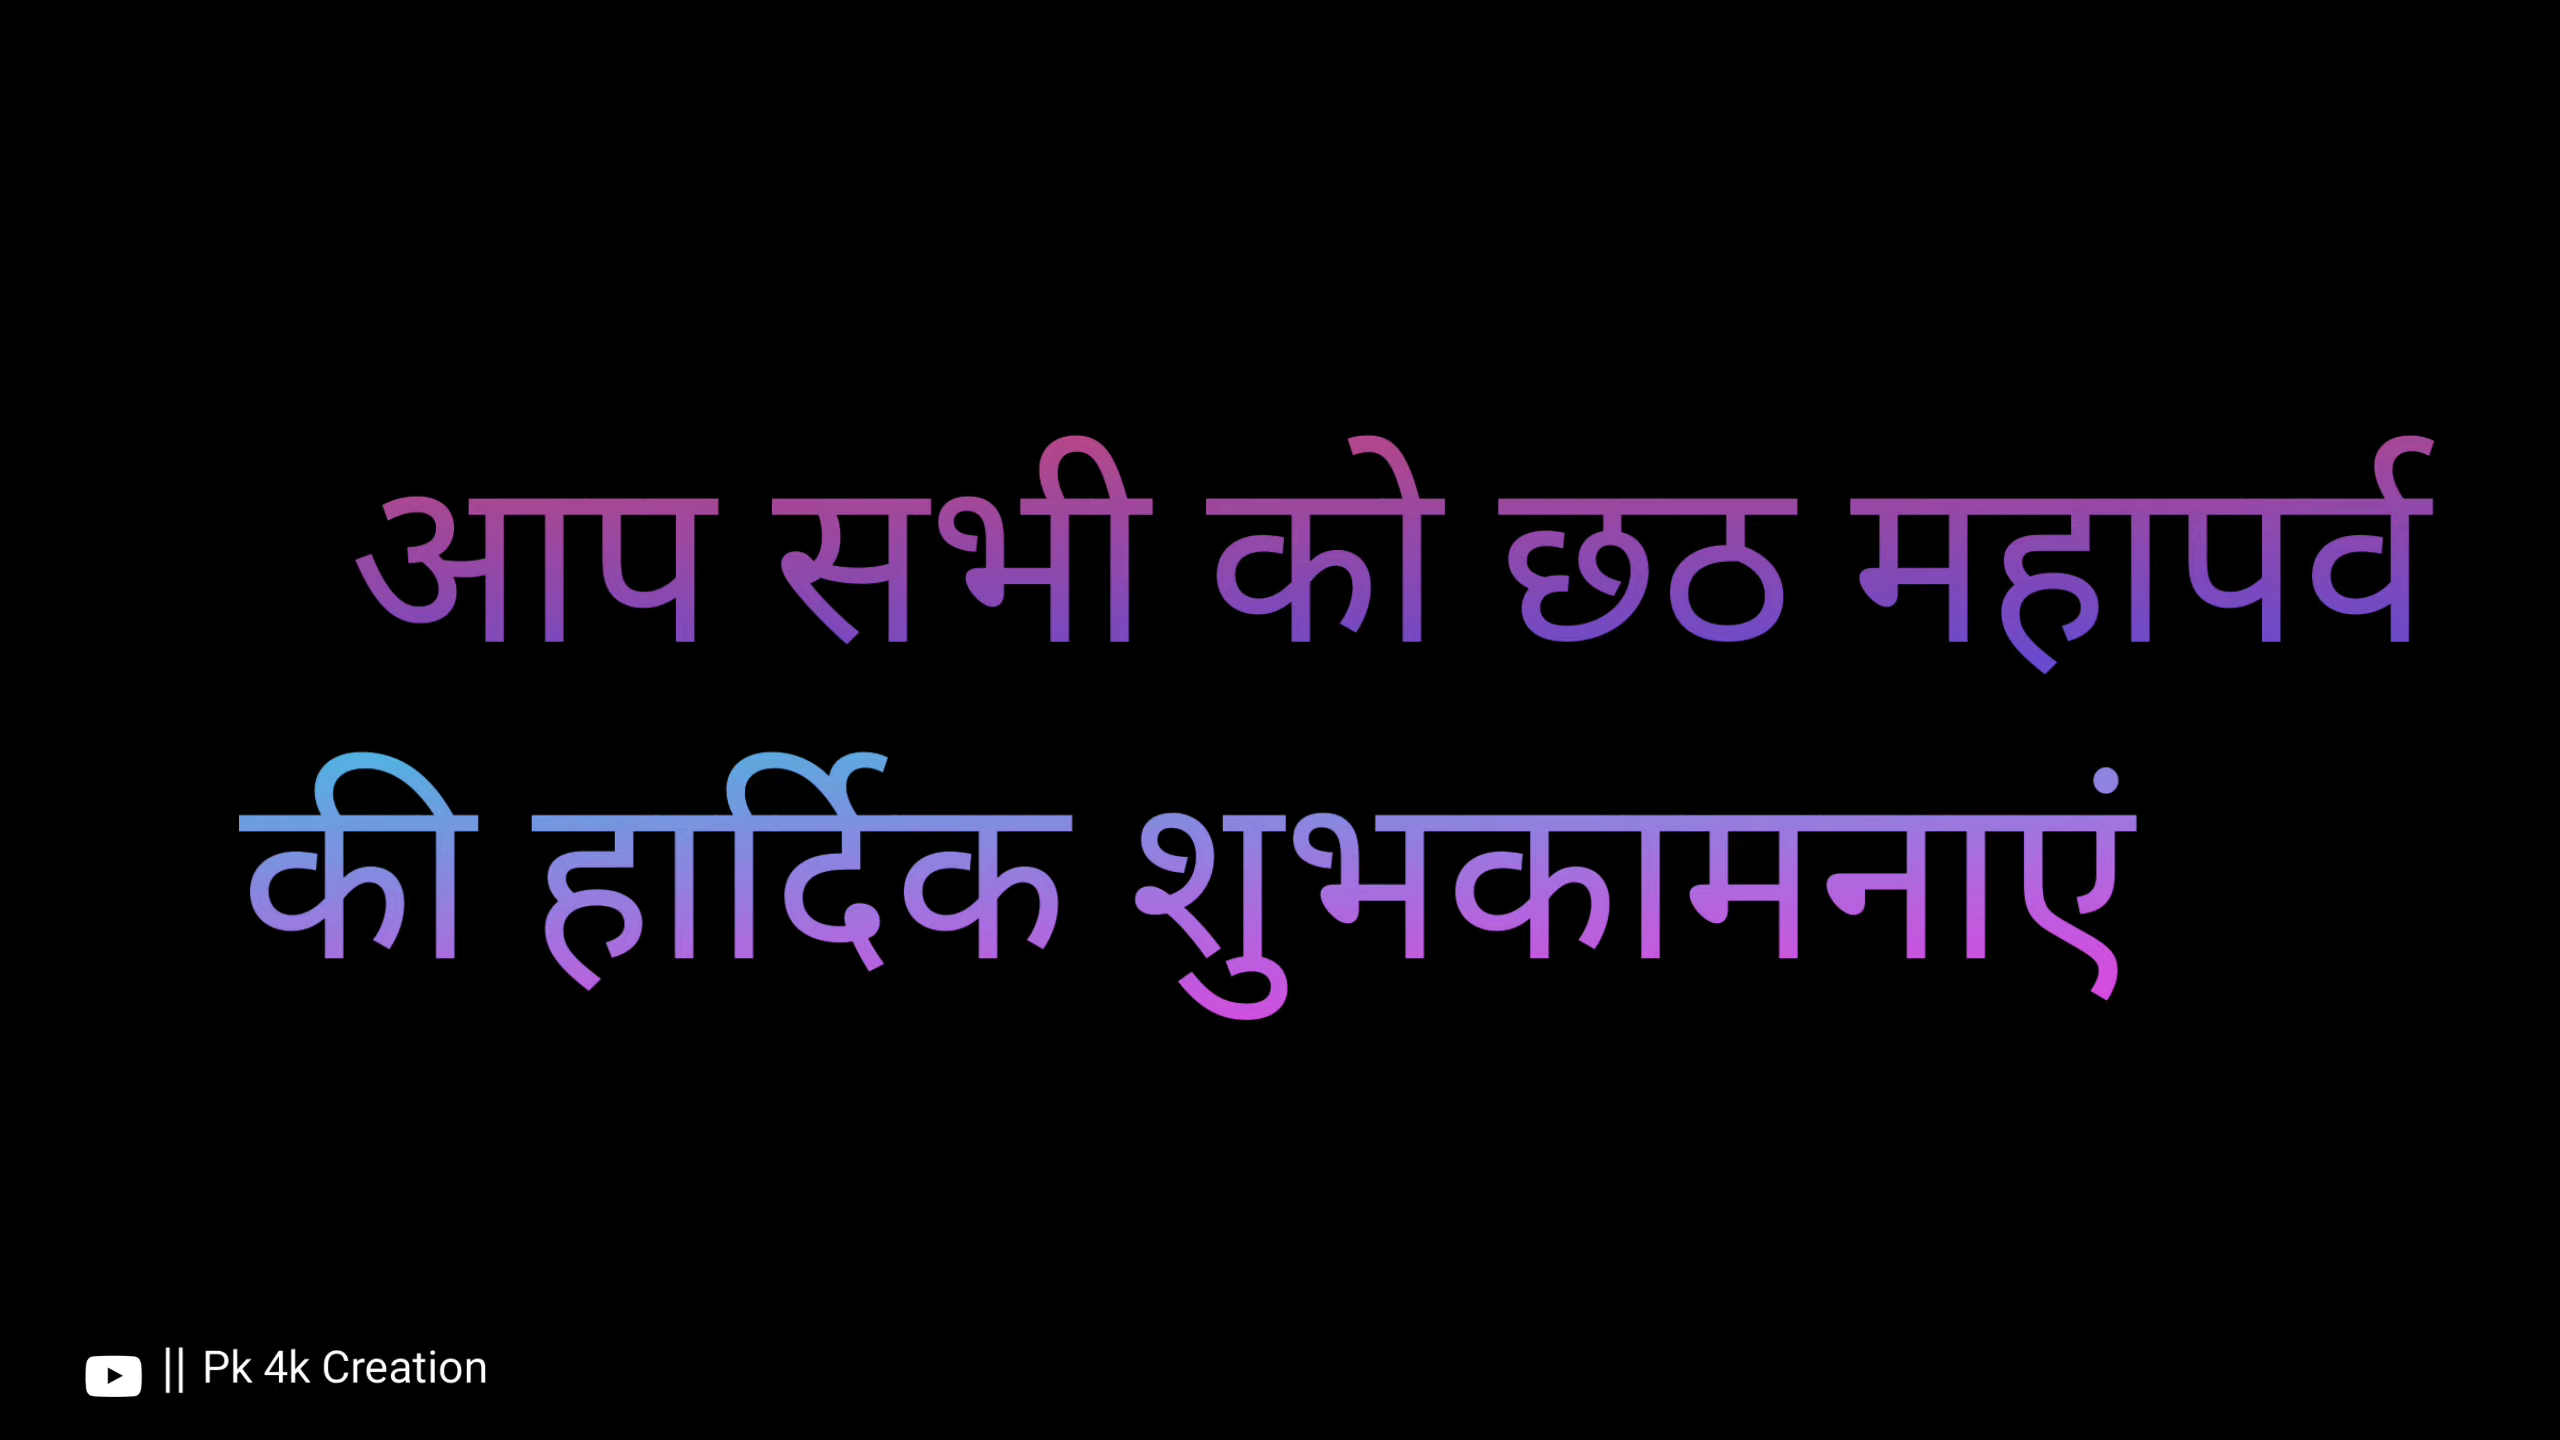 आप सभी को छठ महापर्व
की हार्दिक शुभकामनाएं
|| Pk 4k Creation